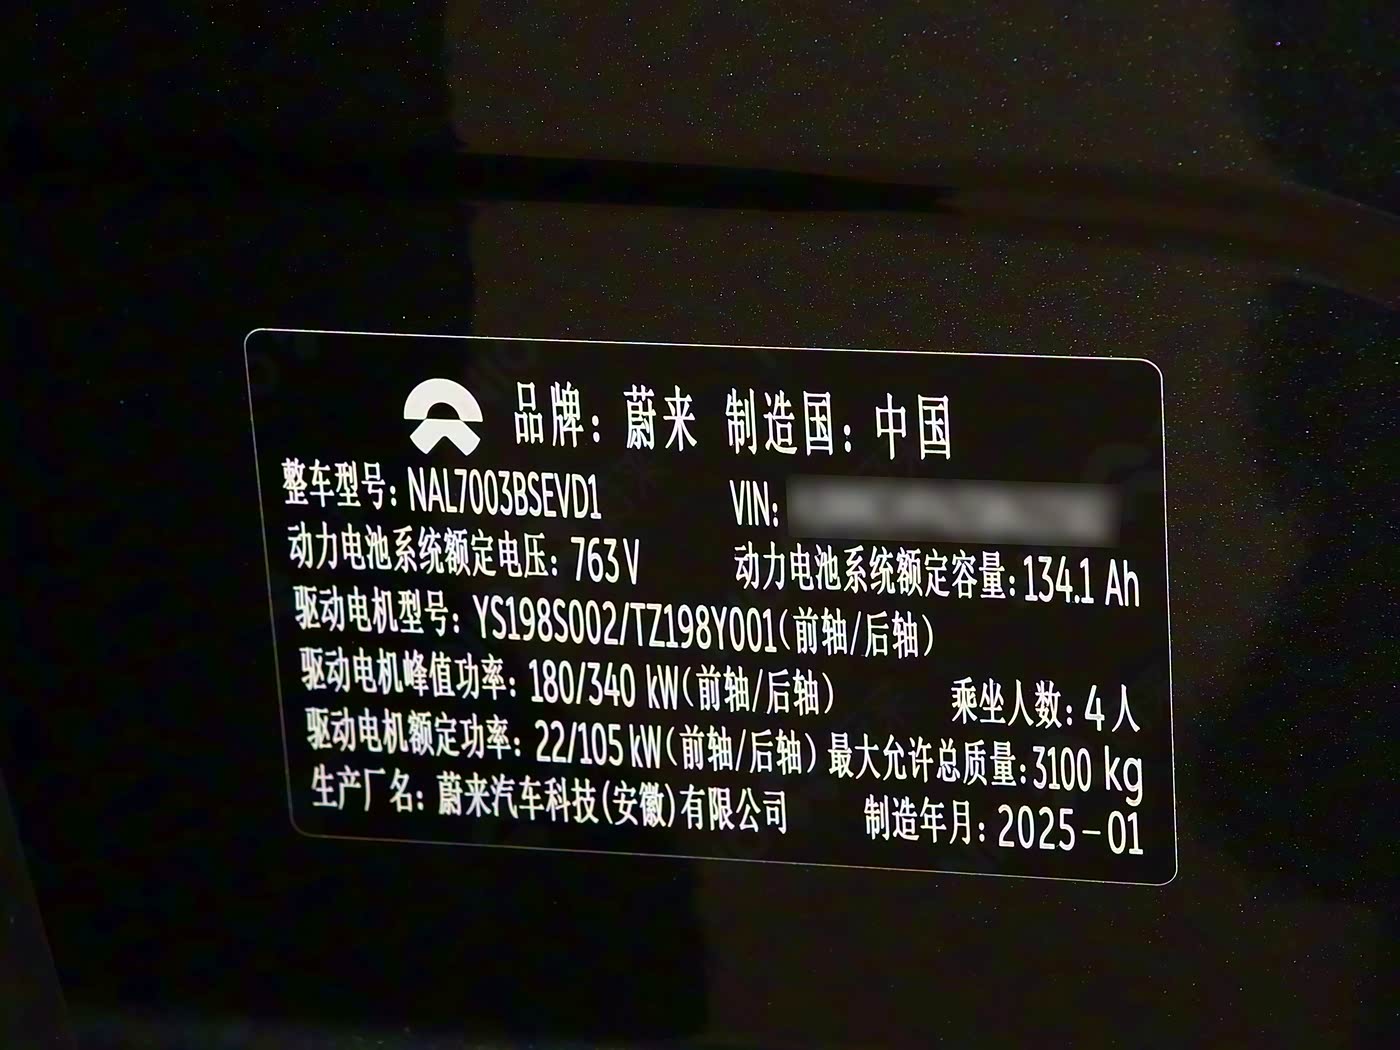 品牌：蔚来 制造国：中国
整车型号：NAL7003BSEVD1 VIN:
动力电池系统额定电压：763V 动力电池系统额定容量：134.1 Ah
驱动电机型号：YS198S002/TZ198Y001(前轴/后轴)
驱动电机峰值功率：180/340 kW(前轴/后轴) 乘坐人数：4人
驱动电机额定功率：22/105 kW(前轴/后轴) 最大允许总质量：3100 kg
生产厂名：蔚来汽车科技(安徽)有限公司 制造年月：2025-01